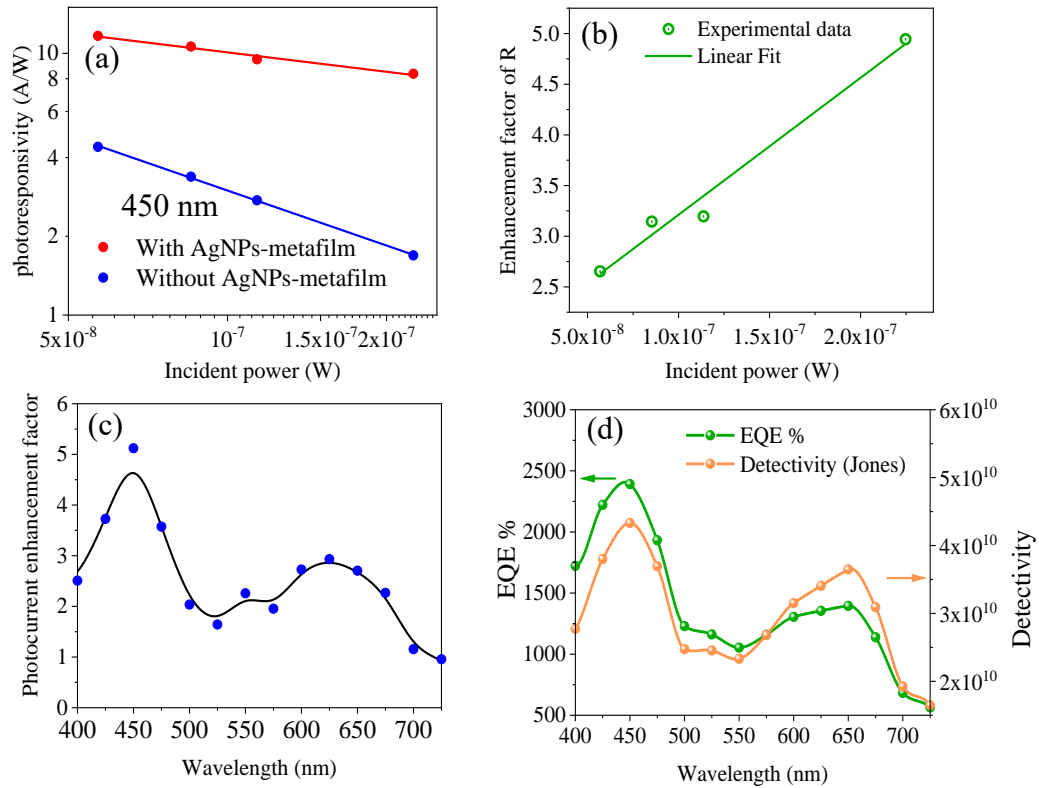 (a)
photoresponsivity (A/W)
10
8
6
4
2
1
450 nm
With AgNPs-metafilm
Without AgNPs-metafilm
5x10⁻⁸
10⁻⁷
1.5x10⁻⁷
2x10⁻⁷
Incident power (W)
(b)
Enhancement factor of R
5.0
4.5
4.0
3.5
3.0
2.5
Experimental data
Linear Fit
5.0x10⁻⁸
1.0x10⁻⁷
1.5x10⁻⁷
2.0x10⁻⁷
Incident power (W)
(c)
Photocurrent enhancement factor
6
5
4
3
2
1
0
400 450 500 550 600 650 700
Wavelength (nm)
(d)
EQE %
3000
2500
2000
1500
1000
500
EQE %
Detectivity (Jones)
6x10¹⁰
5x10¹⁰
4x10¹⁰
3x10¹⁰
2x10¹⁰
Detectivity
400 450 500 550 600 650 700
Wavelength (nm)